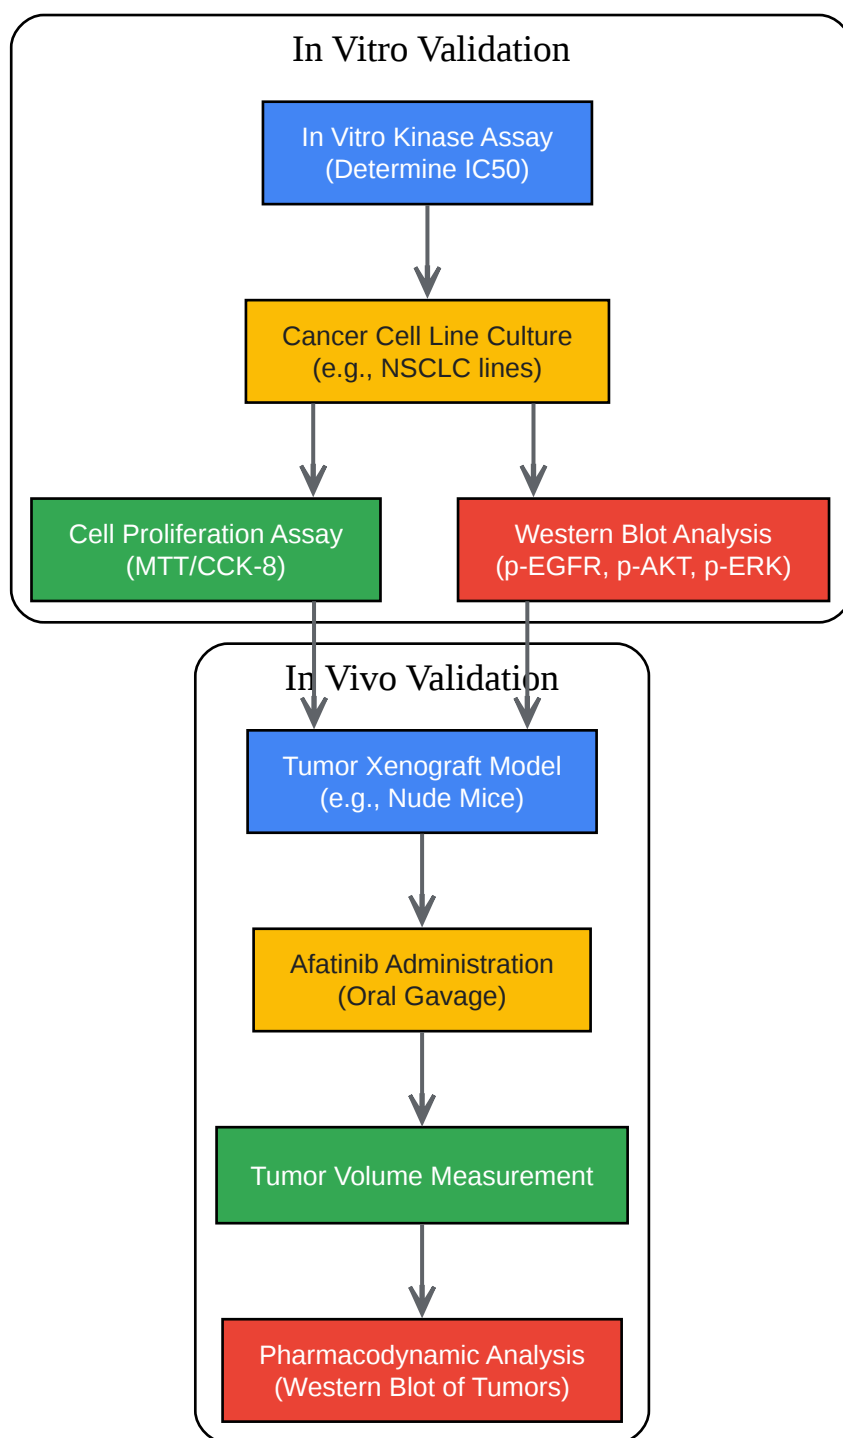 In Vitro Validation
In Vitro Kinase Assay
(Determine IC50)
Cancer Cell Line Culture
(e.g., NSCLC lines)
Cell Proliferation Assay
(MTT/CCK-8)
Western Blot Analysis
(p-EGFR, p-AKT, p-ERK)
In Vivo Validation
Tumor Xenograft Model
(e.g., Nude Mice)
Afatinib Administration
(Oral Gavage)
Tumor Volume Measurement
Pharmacodynamic Analysis
(Western Blot of Tumors)